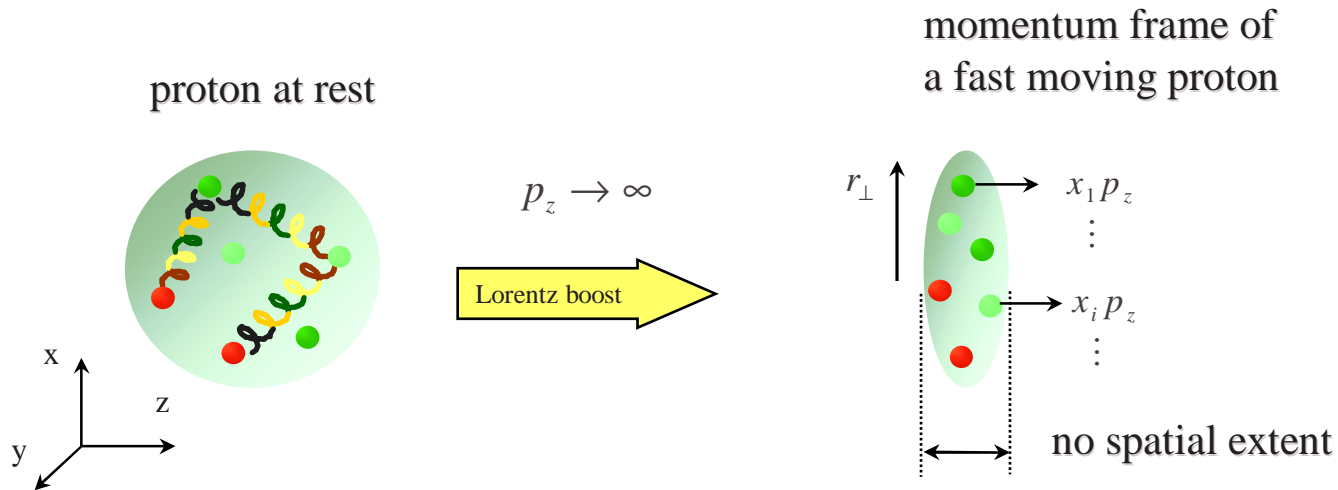 proton at rest
momentum frame of
a fast moving proton
p_z → ∞
Lorentz boost
r_⊥
x_1 p_z
⋮
x_i p_z
⋮
x
z
y
no spatial extent